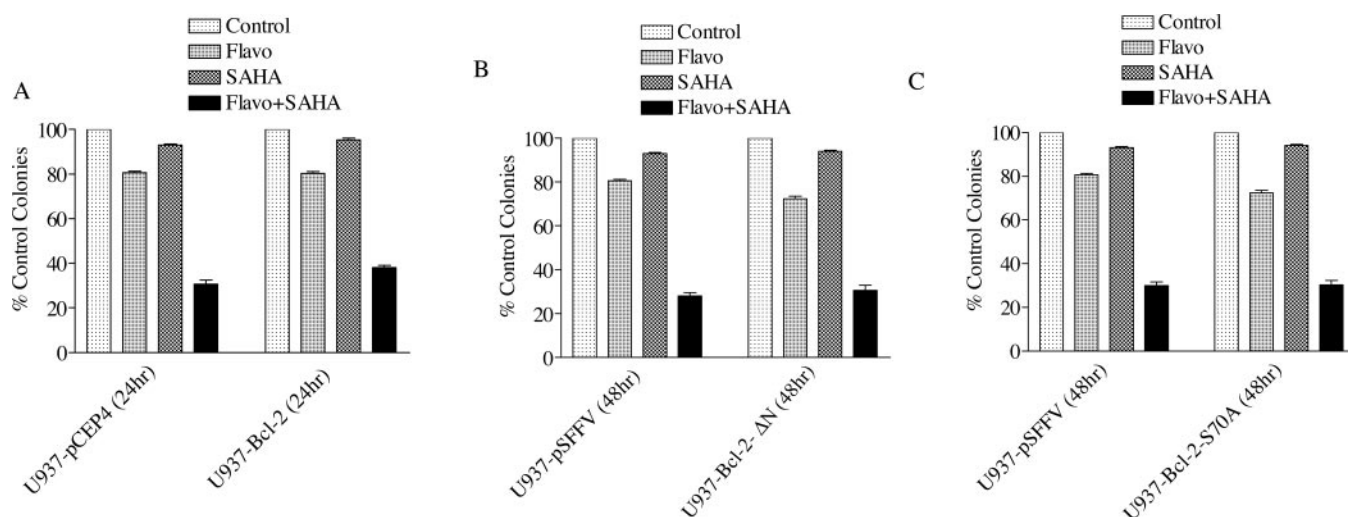 A
Control
Flavo
SAHA
Flavo+SAHA
% Control Colonies
100
80
60
40
20
0
U937-pCEP4 (24hr)
U937-Bcl-2 (24hr)
B
Control
Flavo
SAHA
Flavo+SAHA
% Control Colonies
100
80
60
40
20
0
U937-pSFFV (48hr)
U937-Bcl-2- ΔN (48hr)
C
Control
Flavo
SAHA
Flavo+SAHA
% Control Colonies
100
80
60
40
20
0
U937-pSFFV (48hr)
U937-Bcl-2-S70A (48hr)